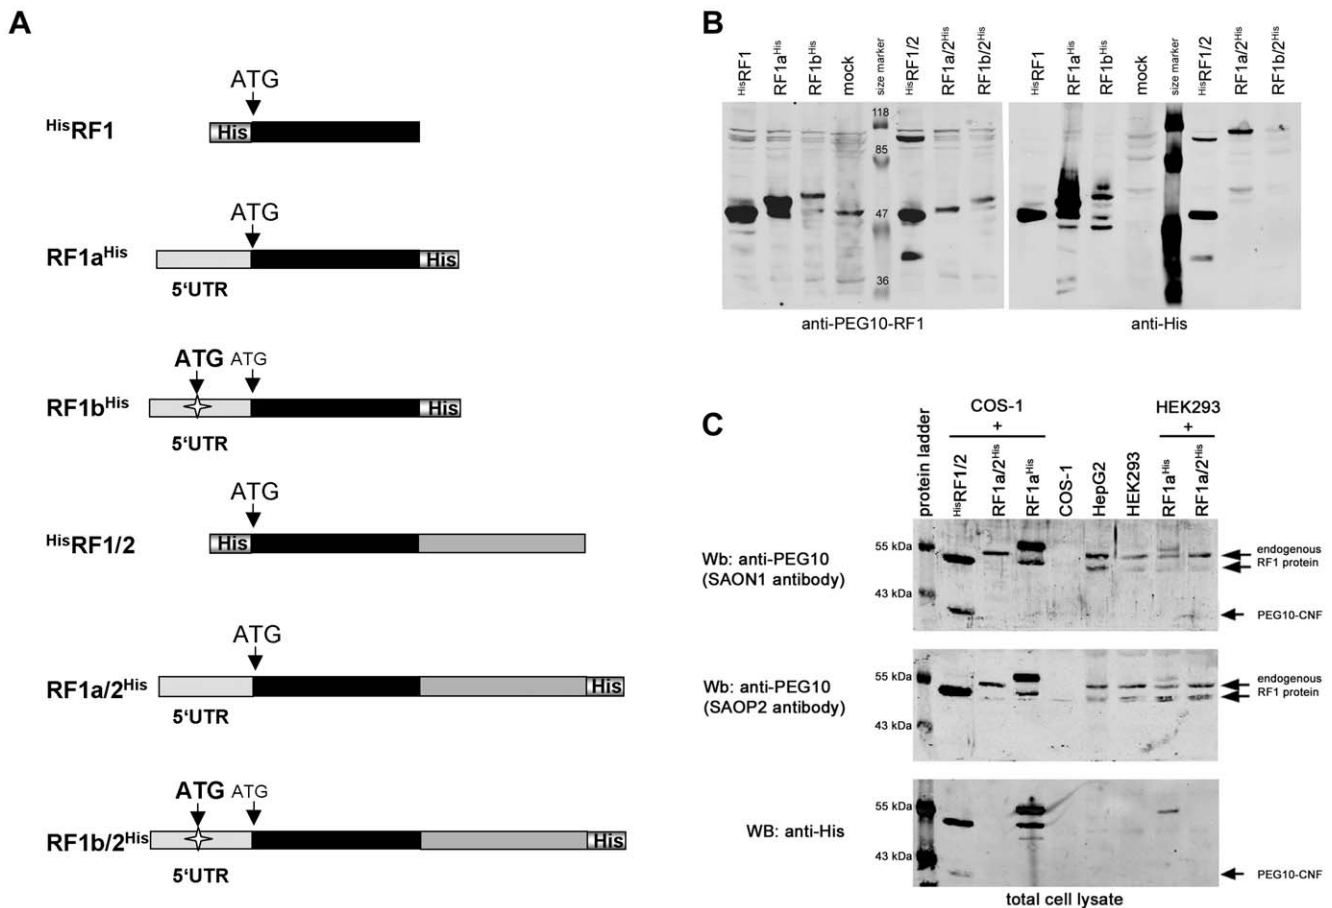 A
ATG
HisRF1
His
ATG
RF1aHis
His
5‘UTR
ATG ATG
RF1bHis
His
5‘UTR
ATG
HisRF1/2
His
ATG
RF1a/2His
His
5‘UTR
ATG ATG
RF1b/2His
His
5‘UTR
B
HisRF1
RF1aHis
RF1bHis
mock
size marker
HisRF1/2
RF1a/2His
RF1b/2His
HisRF1
RF1aHis
RF1bHis
mock
size marker
HisRF1/2
RF1a/2His
RF1b/2His
118
85
47
36
anti-PEG10-RF1
anti-His
C
COS-1
+
HEK293
+
protein ladder
HisRF1/2
RF1a/2His
RF1aHis
COS-1
HepG2
HEK293
RF1aHis
RF1a/2His
Wb: anti-PEG10
(SAON1 antibody)
55 kDa
43 kDa
endogenous
RF1 protein
PEG10-CNF
Wb: anti-PEG10
(SAOP2 antibody)
55 kDa
43 kDa
endogenous
RF1 protein
WB: anti-His
55 kDa
43 kDa
PEG10-CNF
total cell lysate